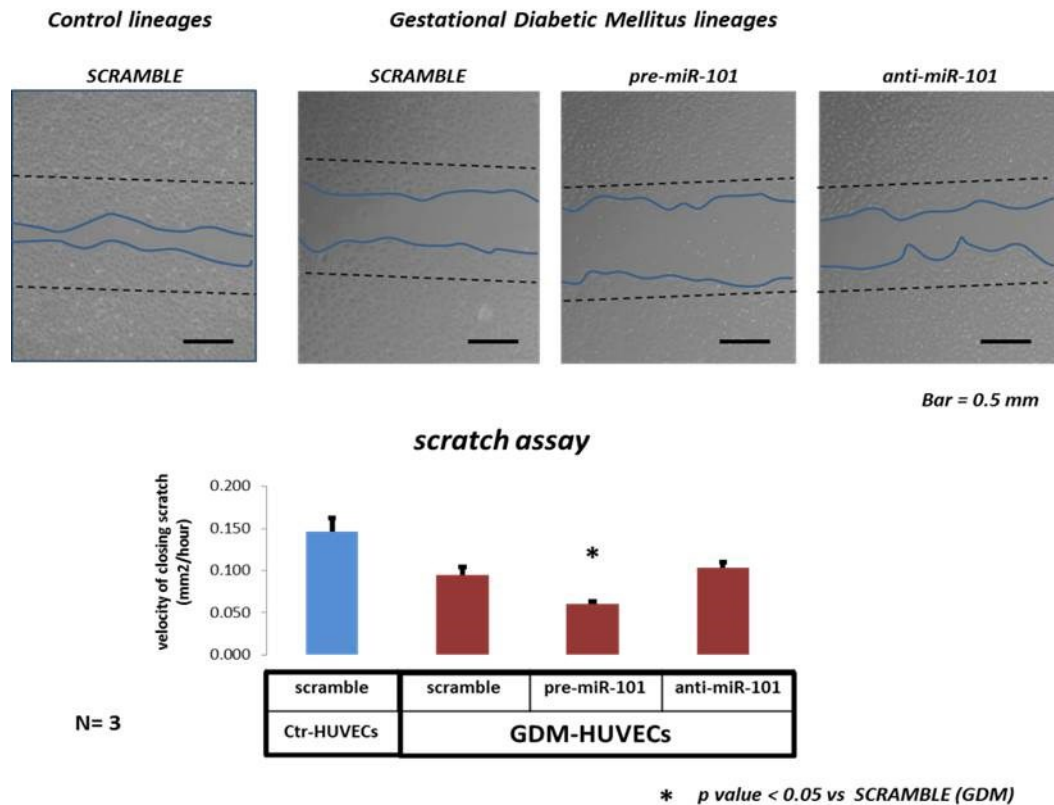 Control lineages
Gestational Diabetic Mellitus lineages
SCRAMBLE
SCRAMBLE
pre-miR-101
anti-miR-101
Bar = 0.5 mm
scratch assay
velocity of closing scratch
(mm2/hour)
0.200
0.150
0.100
0.050
0.000
*
scramble
scramble
pre-miR-101
anti-miR-101
N= 3
Ctr-HUVECs
GDM-HUVECs
* p value < 0.05 vs SCRAMBLE (GDM)